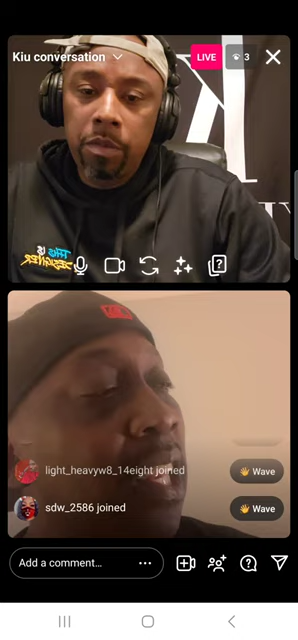 Kiu conversation
LIVE
3
light_heavyw8_14eight joined
Wave
sdw_2586 joined
Wave
Add a comment...